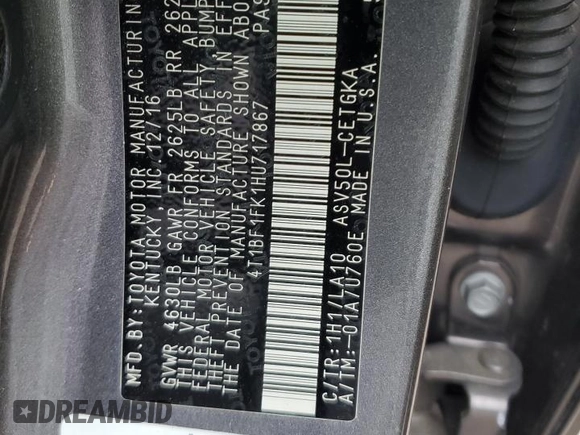 MFD. BY: TOYOTA MOTOR MANUFACTURIN
KENTUCKY INC 12/16
GVWR 4630LB GAWR FR 2625LB RR 262
THIS VEHICLE CONFORMS TO ALL APPL
FEDERAL MOTOR VEHICLE SAFETY, BUMP
THEFT PREVENTION STANDARDS IN EFF
THE DATE OF MANUFACTURE SHOWN ABO
4T1BF1FK1HU717867 PAS
C/TR:1H1/LA10 ASV50L-CETGKA
A/TM:-01A/U760E MADE IN U.S.A.
DREAMBID